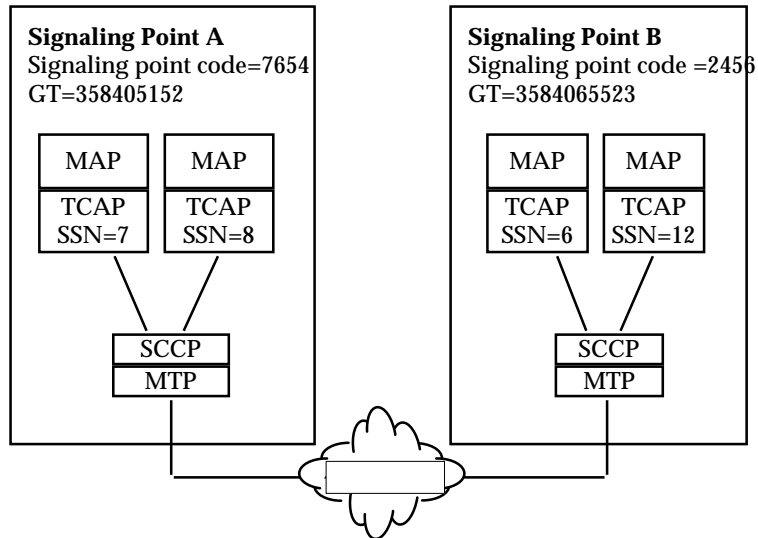 Signaling Point A
Signaling point code=7654
GT=358405152
MAP
MAP
TCAP
SSN=7
TCAP
SSN=8
SCCP
MTP
Signaling Point B
Signaling point code =2456
GT=3584065523
MAP
MAP
TCAP
SSN=6
TCAP
SSN=12
SCCP
MTP